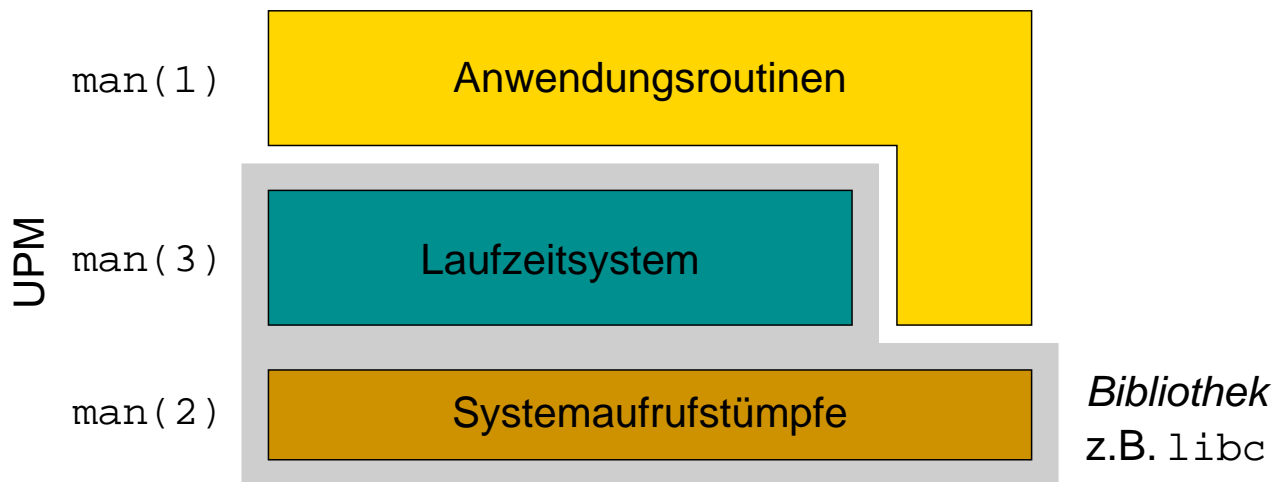 man(1)
Anwendungsroutinen
UPM
man(3)
Laufzeitsystem
man(2)
Systemaufrufstümpfe
Bibliothek
z.B. libc